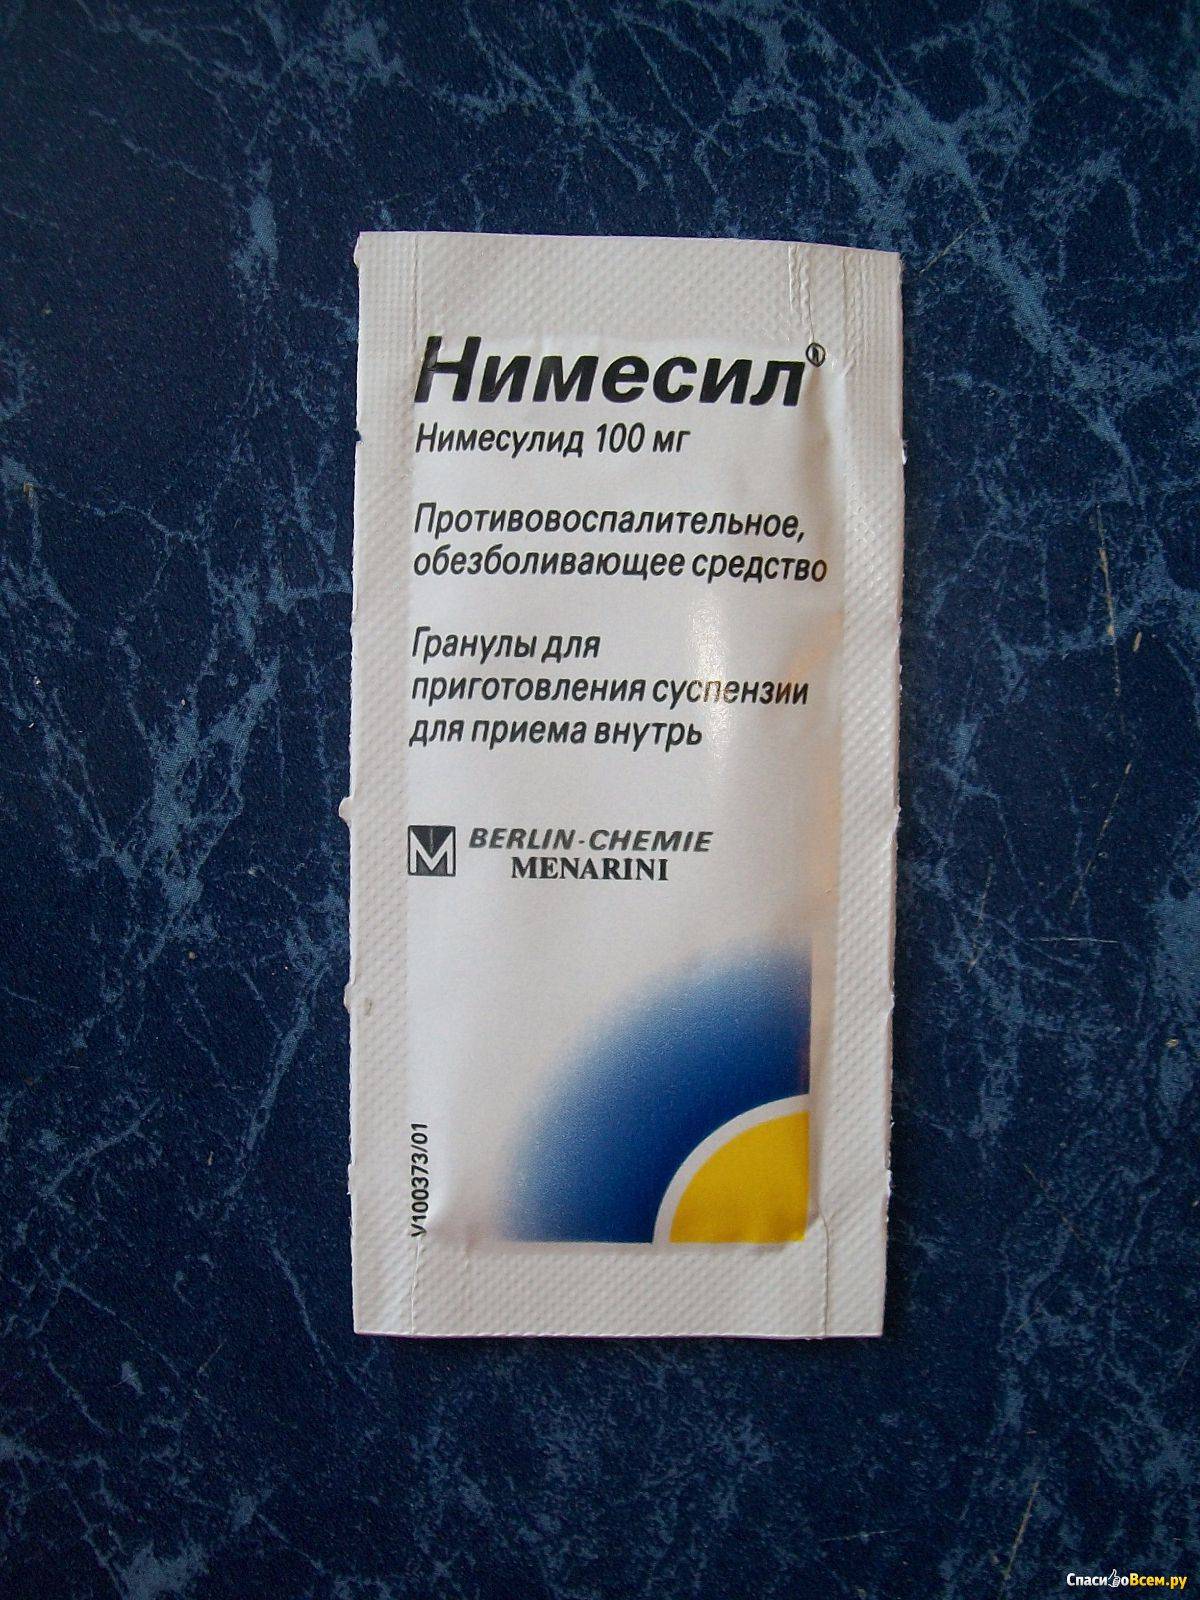 Нимесил®
Нимесулид 100 мг
Противовоспалительное,
обезболивающее средство
Гранулы для
приготовления суспензии
для приема внутрь
BERLIN-CHEMIE
MENARINI
V100373/01
СпасибоВсем.ру